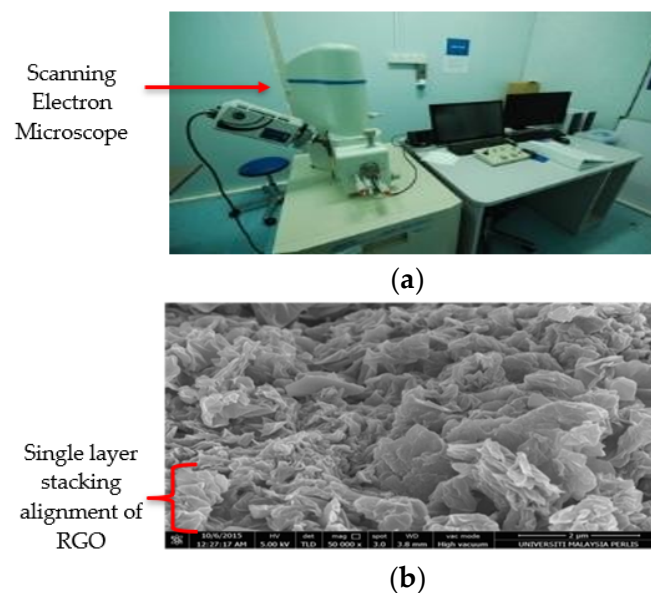 Scanning
Electron
Microscope
(a)
Single layer
stacking
alignment of
RGO
10/6/2015 HV det mag □ spot WD vac mode 2 µm
12:27:17 AM 5.00 kV TLD 50 000 x 3.0 3.8 mm High vacuum UNIVERSITI MALAYSIA PERLIS
(b)